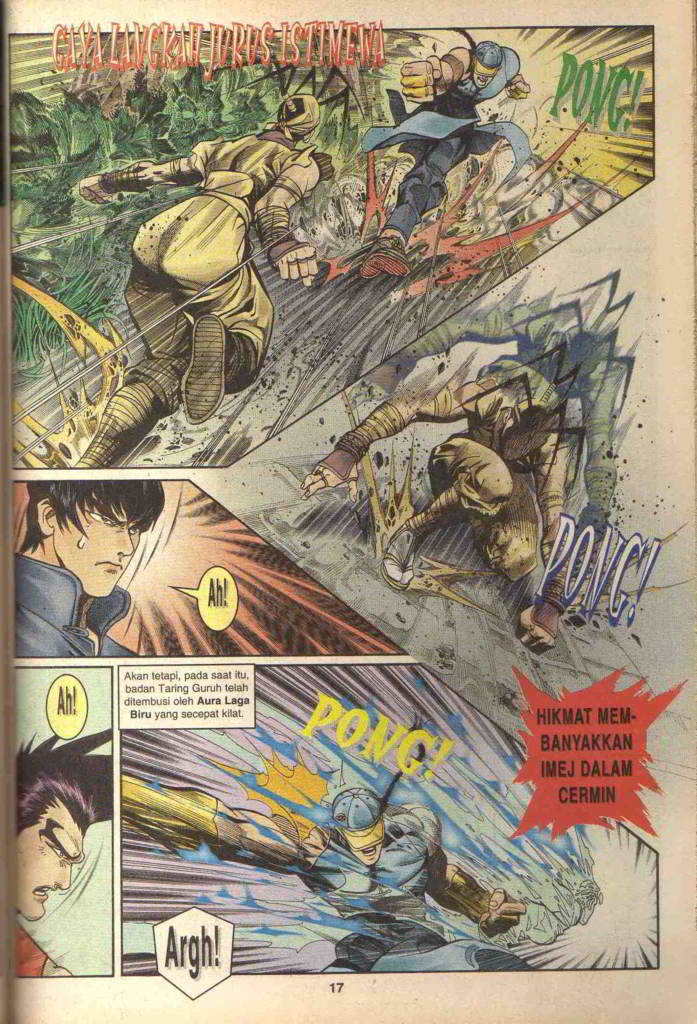 GAYA LANGKAH JURUS ISTIMEWA
PONG!
PONG!
Ah!
Ah!
Akan tetapi, pada saat itu,
badan Taring Guruh telah
ditembusi oleh Aura Laga
Biru yang secepat kilat.
PONG!
HIKMAT MEM-
BANYAKKAN
IMEJ DALAM
CERMIN
Argh!
17